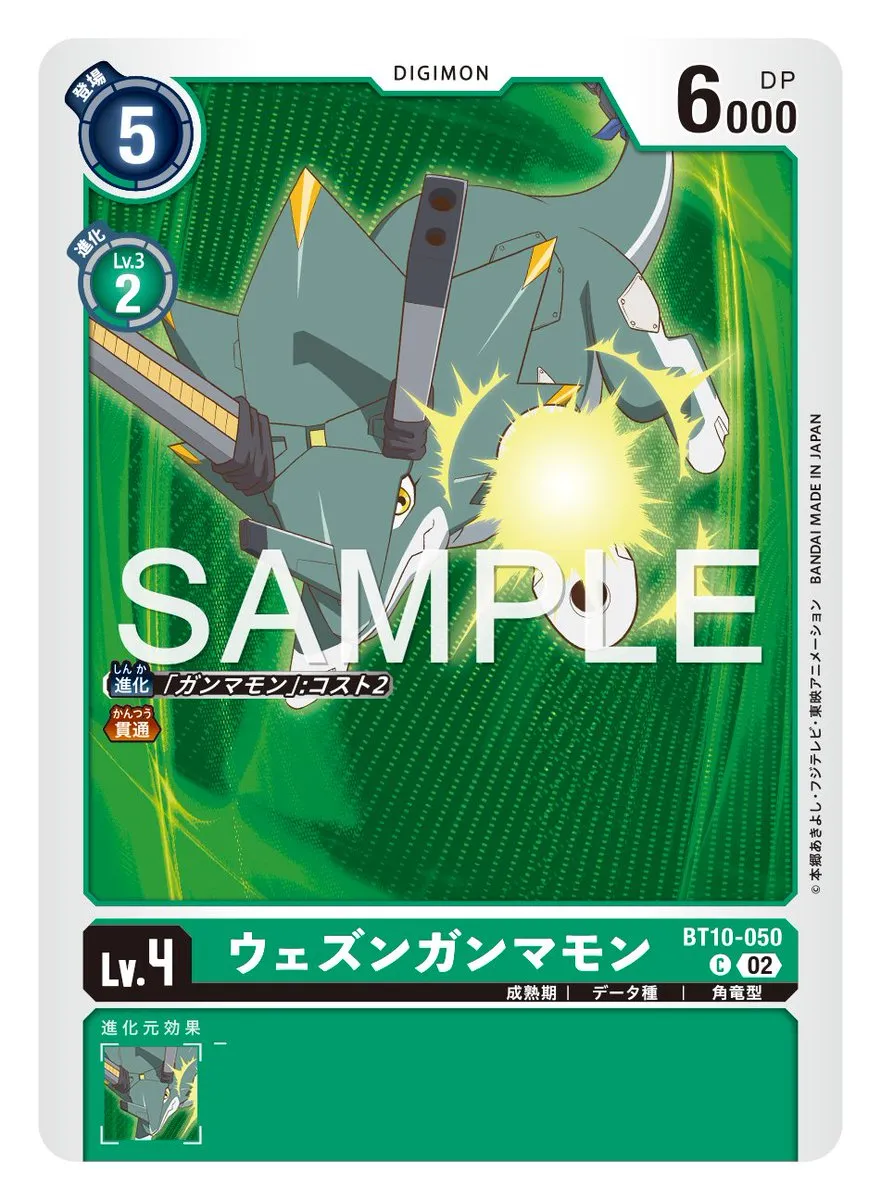 DIGIMON
登場
5
6000
DP
進化
Lv.3
2
SAMPLE
しんか
進化 「ガンマモン」:コスト2
かんつう
貫通
© 本郷あきよし・フジテレビ・東映アニメーション BANDAI MADE IN JAPAN
Lv.4
ウェズンガンマモン
BT10-050
C 02
成熟期 | データ種 | 角竜型
進化元効果
－